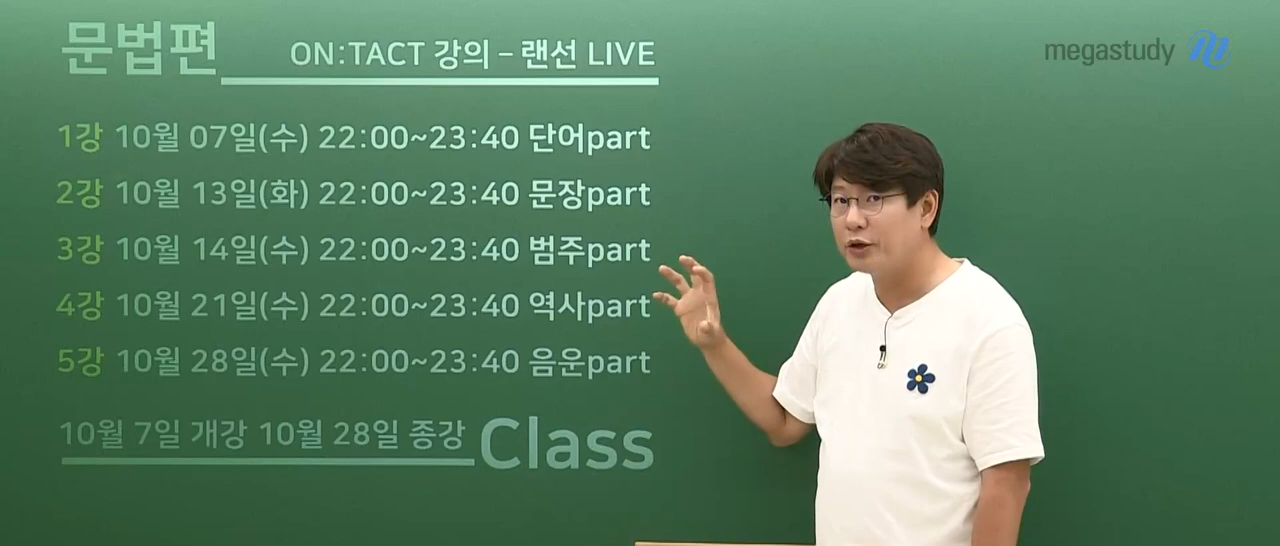 문법편
ON:TACT 강의 – 랜선 LIVE
megastudy
1강 10월 07일(수) 22:00~23:40 단어part
2강 10월 13일(화) 22:00~23:40 문장part
3강 10월 14일(수) 22:00~23:40 범주part
4강 10월 21일(수) 22:00~23:40 역사part
5강 10월 28일(수) 22:00~23:40 음운part
10월 7일 개강 10월 28일 종강 Class